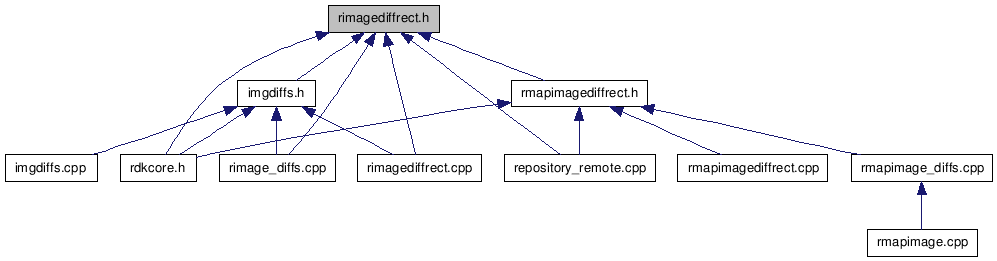 rimagediffrect.h
imgdiffs.h
rmapimagediffrect.h
imgdiffs.cpp
rdkcore.h
rimage_diffs.cpp
rimagediffrect.cpp
repository_remote.cpp
rmapimagediffrect.cpp
rmapimage_diffs.cpp
rmapimage.cpp